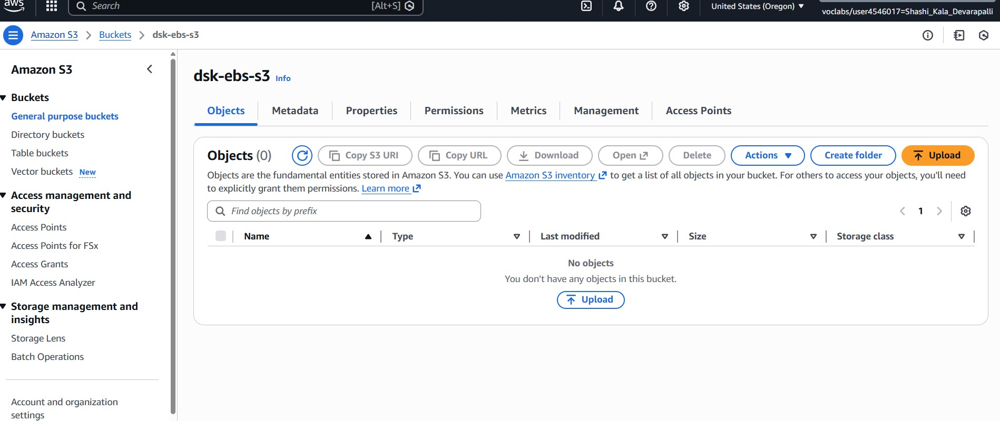 aws
Search
[Alt+S]
United States (Oregon)
voclabs/user4546017=Shashi_Kala_Devarapalli
Amazon S3
Buckets
dsk-ebs-s3
Amazon S3
Buckets
General purpose buckets
Directory buckets
Table buckets
Vector buckets New
Access management and
security
Access Points
Access Points for FSx
Access Grants
IAM Access Analyzer
Storage management and
insights
Storage Lens
Batch Operations
Account and organization
settings
dsk-ebs-s3 Info
Objects Metadata Properties Permissions Metrics Management Access Points
Objects (0) Copy S3 URI Copy URL Download Open Delete Actions Create folder Upload
Objects are the fundamental entities stored in Amazon S3. You can use Amazon S3 inventory to get a list of all objects in your bucket. For others to access your objects, you'll need
to explicitly grant them permissions. Learn more
Find objects by prefix
1
Name Type Last modified Size Storage class
No objects
You don't have any objects in this bucket.
Upload